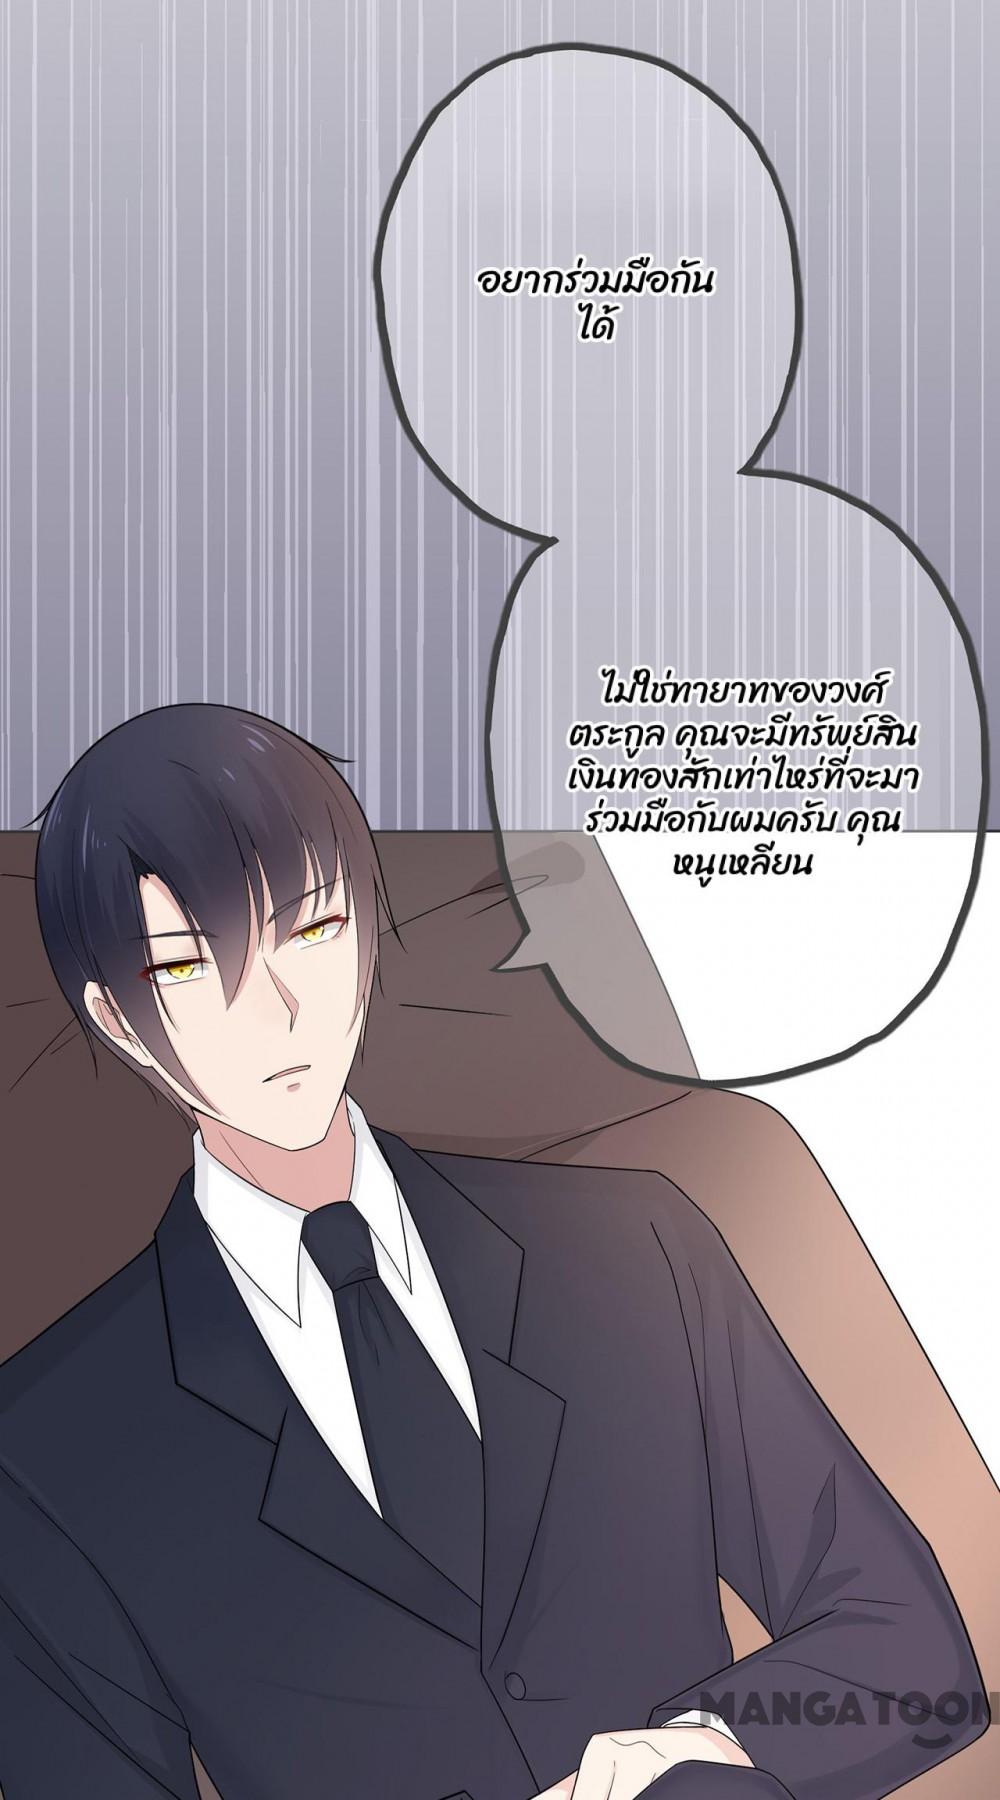 อยากร่วมมือกัน
ได้
ไม่ใช่ทายาทของวงศ์
ตระกูล คุณจะมีทรัพย์สิน
เงินทองสักเท่าไหร่ที่จะมา
ร่วมมือกับผมครับ คุณ
หนูเหลียน
MANGATOON